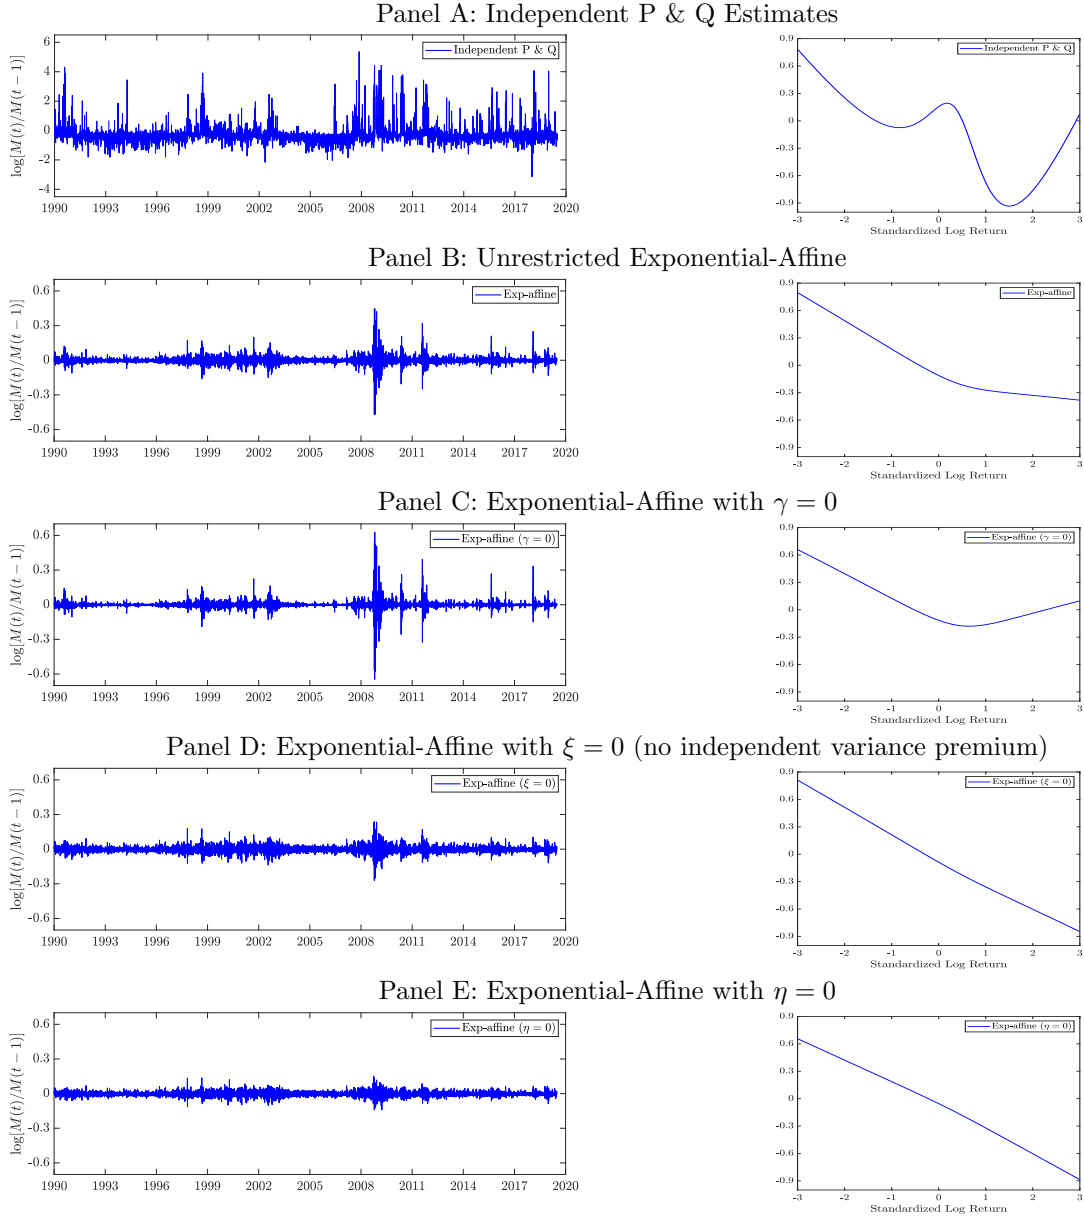 Panel A: Independent P & Q Estimates
log[M(t)/M(t − 1)]
6
4
2
0
-2
-4
Independent P & Q
1990 1993 1996 1999 2002 2005 2008 2011 2014 2017 2020
0.9
0.6
0.3
0
-0.3
-0.6
-0.9
Independent P & Q
-3 -2 -1 0 1 2 3
Standardized Log Return
Panel B: Unrestricted Exponential-Affine
log[M(t)/M(t − 1)]
0.6
0.3
0
-0.3
-0.6
Exp-affine
1990 1993 1996 1999 2002 2005 2008 2011 2014 2017 2020
0.9
0.6
0.3
0
-0.3
-0.6
-0.9
Exp-affine
-3 -2 -1 0 1 2 3
Standardized Log Return
Panel C: Exponential-Affine with γ = 0
log[M(t)/M(t − 1)]
0.6
0.3
0
-0.3
-0.6
Exp-affine (γ = 0)
1990 1993 1996 1999 2002 2005 2008 2011 2014 2017 2020
0.9
0.6
0.3
0
-0.3
-0.6
-0.9
Exp-affine (γ = 0)
-3 -2 -1 0 1 2 3
Standardized Log Return
Panel D: Exponential-Affine with ξ = 0 (no independent variance premium)
log[M(t)/M(t − 1)]
0.6
0.3
0
-0.3
-0.6
Exp-affine (ξ = 0)
1990 1993 1996 1999 2002 2005 2008 2011 2014 2017 2020
0.9
0.6
0.3
0
-0.3
-0.6
-0.9
Exp-affine (ξ = 0)
-3 -2 -1 0 1 2 3
Standardized Log Return
Panel E: Exponential-Affine with η = 0
log[M(t)/M(t − 1)]
0.6
0.3
0
-0.3
-0.6
Exp-affine (η = 0)
1990 1993 1996 1999 2002 2005 2008 2011 2014 2017 2020
0.9
0.6
0.3
0
-0.3
-0.6
-0.9
Exp-affine (η = 0)
-3 -2 -1 0 1 2 3
Standardized Log Return